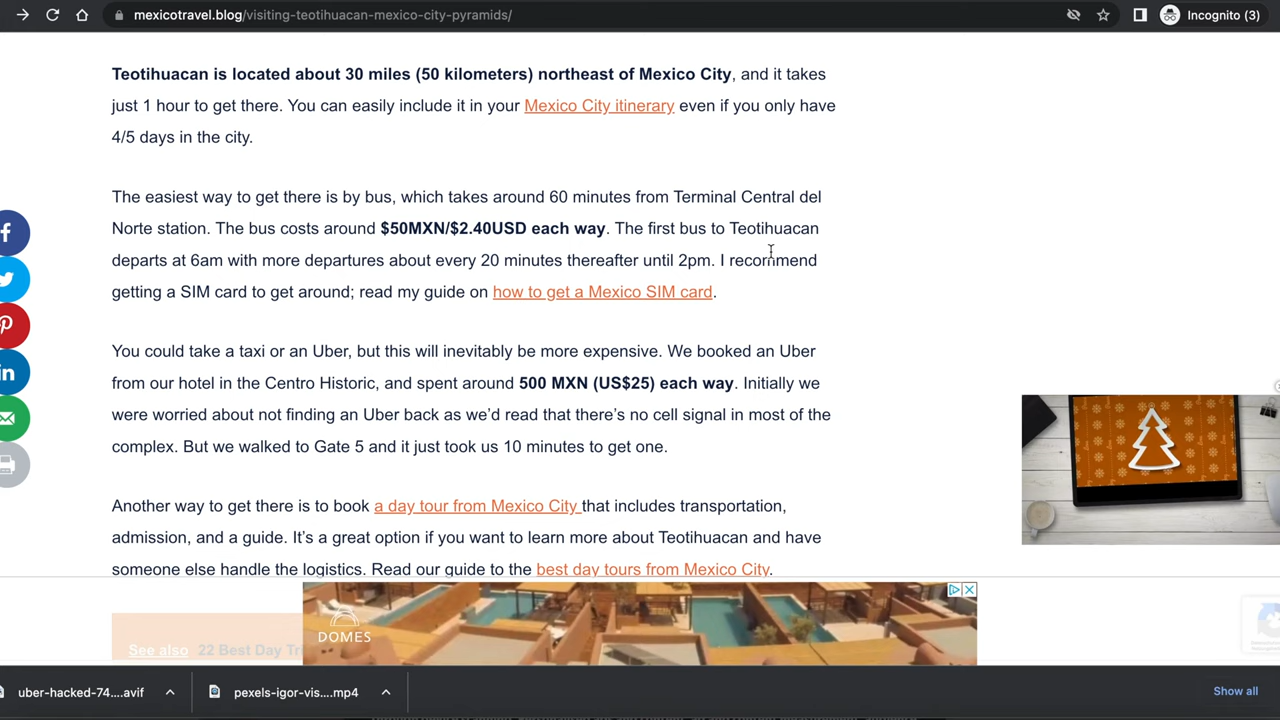 mexicotravel.blog/visiting-teotihuacan-mexico-city-pyramids/
Incognito (3)
Teotihuacan is located about 30 miles (50 kilometers) northeast of Mexico City, and it takes
just 1 hour to get there. You can easily include it in your Mexico City itinerary even if you only have
4/5 days in the city.
The easiest way to get there is by bus, which takes around 60 minutes from Terminal Central del
Norte station. The bus costs around $50MXN/$2.40USD each way. The first bus to Teotihuacan
departs at 6am with more departures about every 20 minutes thereafter until 2pm. I recommend
getting a SIM card to get around; read my guide on how to get a Mexico SIM card.
You could take a taxi or an Uber, but this will inevitably be more expensive. We booked an Uber
from our hotel in the Centro Historic, and spent around 500 MXN (US$25) each way. Initially we
were worried about not finding an Uber back as we’d read that there’s no cell signal in most of the
complex. But we walked to Gate 5 and it just took us 10 minutes to get one.
Another way to get there is to book a day tour from Mexico City that includes transportation,
admission, and a guide. It’s a great option if you want to learn more about Teotihuacan and have
someone else handle the logistics. Read our guide to the best day tours from Mexico City.
DOMES
See also 22 Best Day Tri
uber-hacked-74....avif
pexels-igor-vis....mp4
Show all